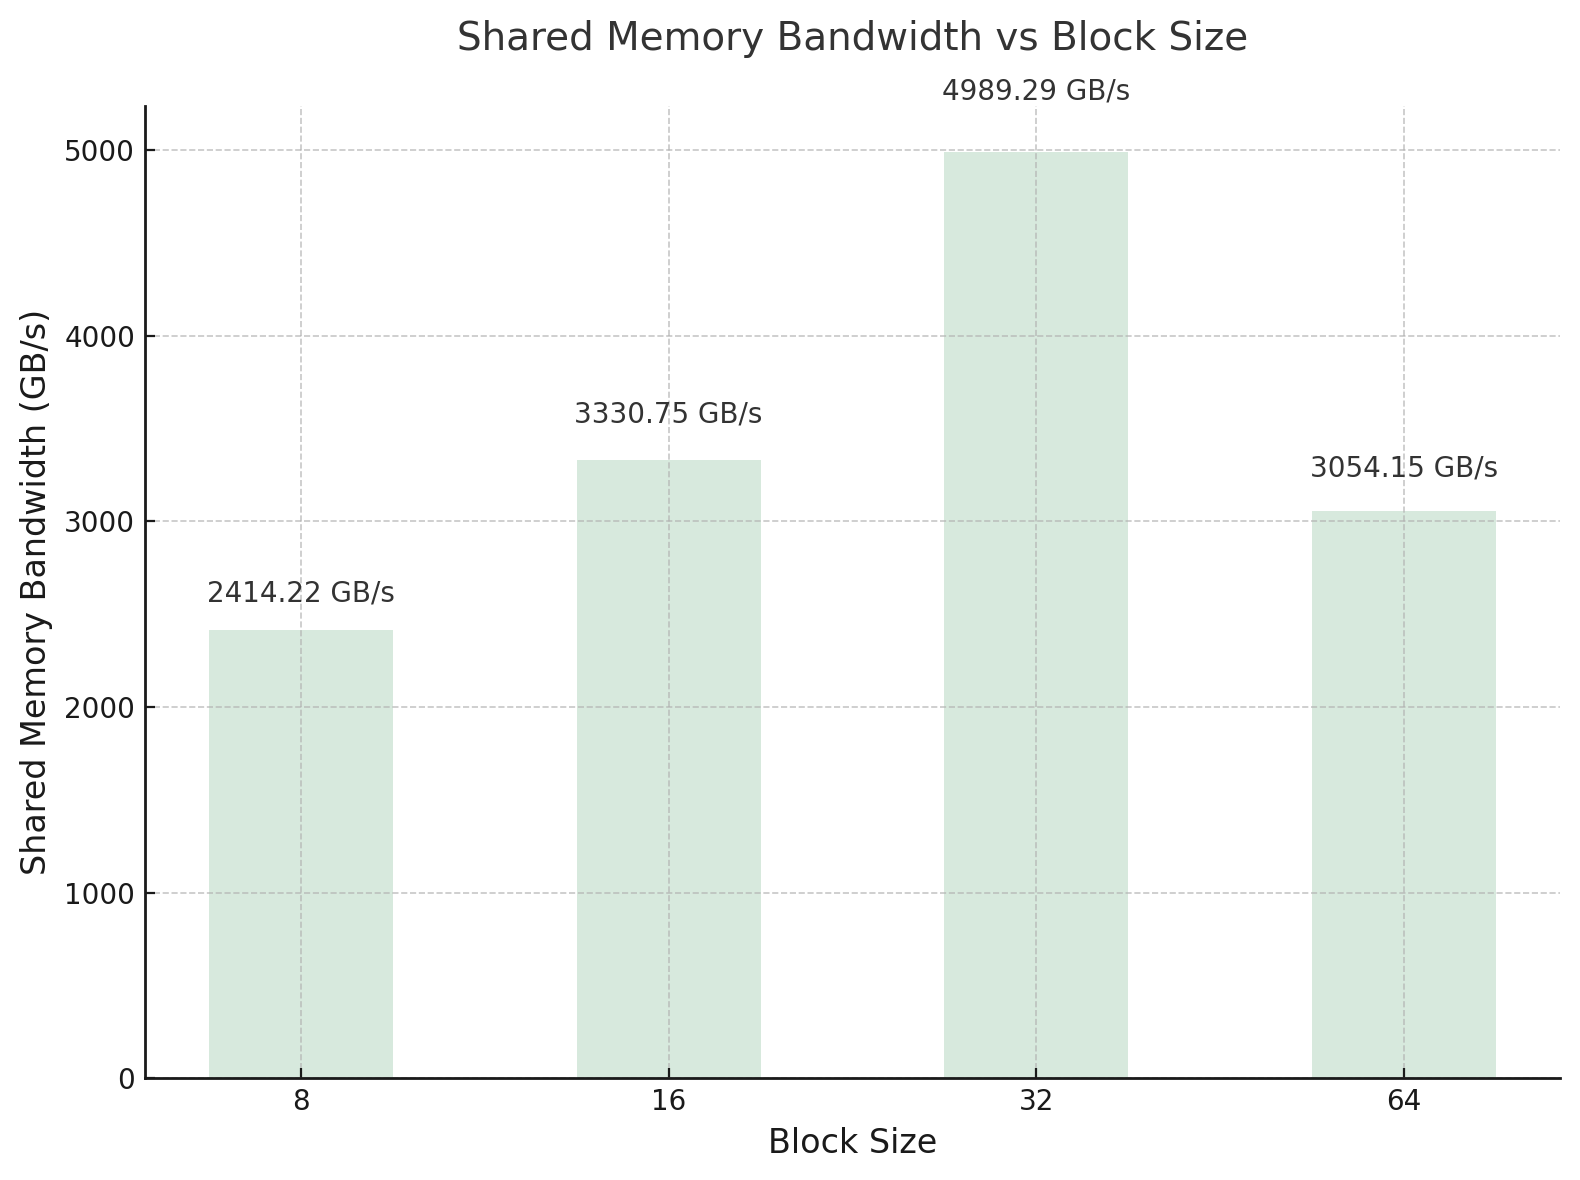 Shared Memory Bandwidth vs Block Size
4989.29 GB/s
5000
4000
3330.75 GB/s
3054.15 GB/s
3000
2414.22 GB/s
2000
1000
0
8
16
32
64
Shared Memory Bandwidth (GB/s)
Block Size